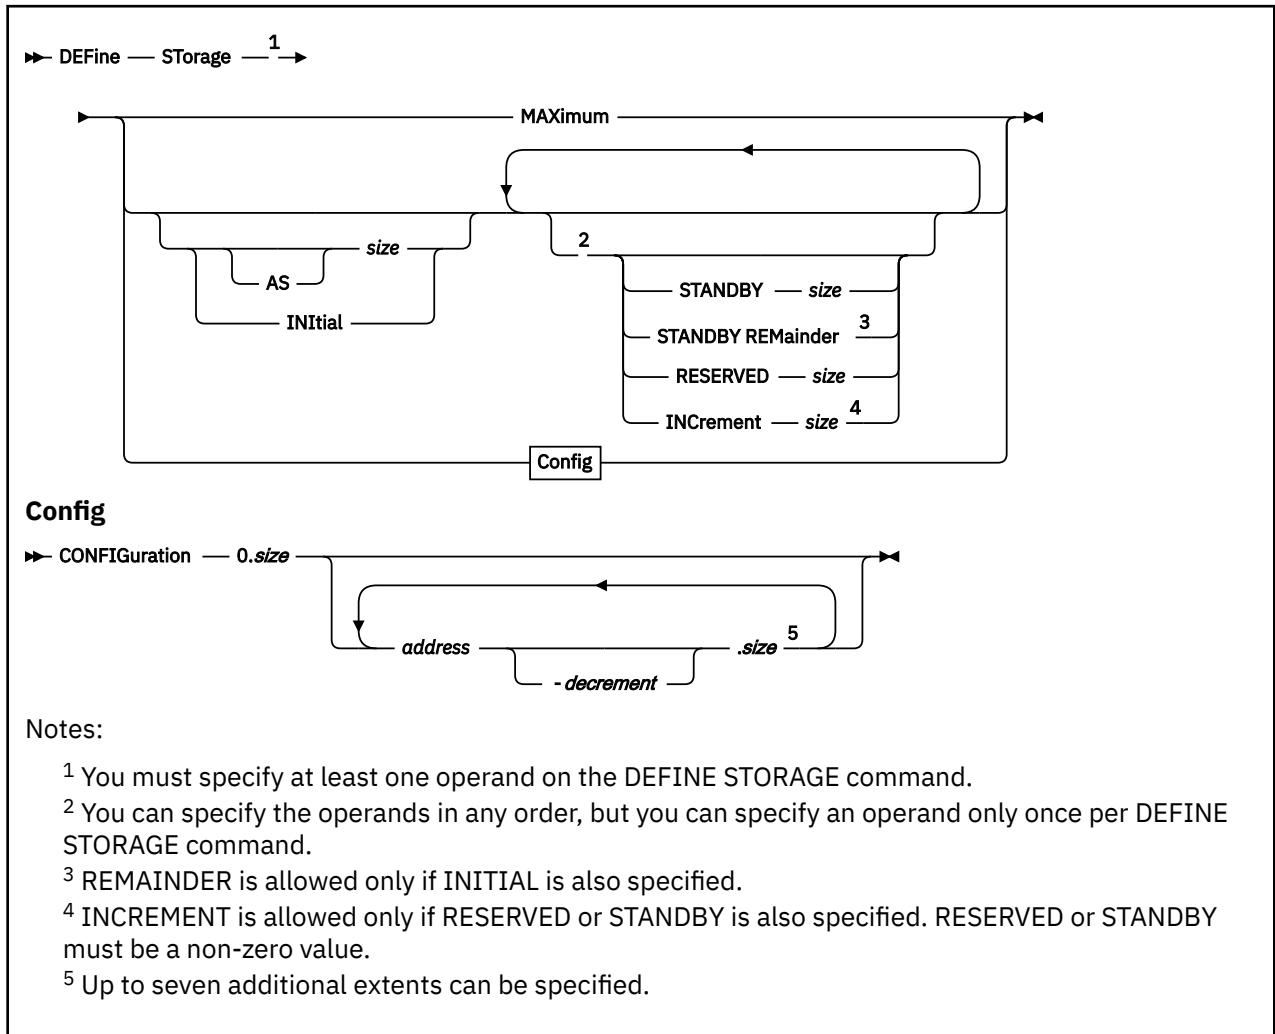 DEFine STorage 1
MAXimum
size
AS
INItial
2
STANDBY size
STANDBY REMainder 3
RESERVED size
INCrement size 4
Config
Config
CONFIGuration 0.size
address .size 5
- decrement
Notes:
1 You must specify at least one operand on the DEFINE STORAGE command.
2 You can specify the operands in any order, but you can specify an operand only once per DEFINE
STORAGE command.
3 REMAINDER is allowed only if INITIAL is also specified.
4 INCREMENT is allowed only if RESERVED or STANDBY is also specified. RESERVED or STANDBY
must be a non-zero value.
5 Up to seven additional extents can be specified.